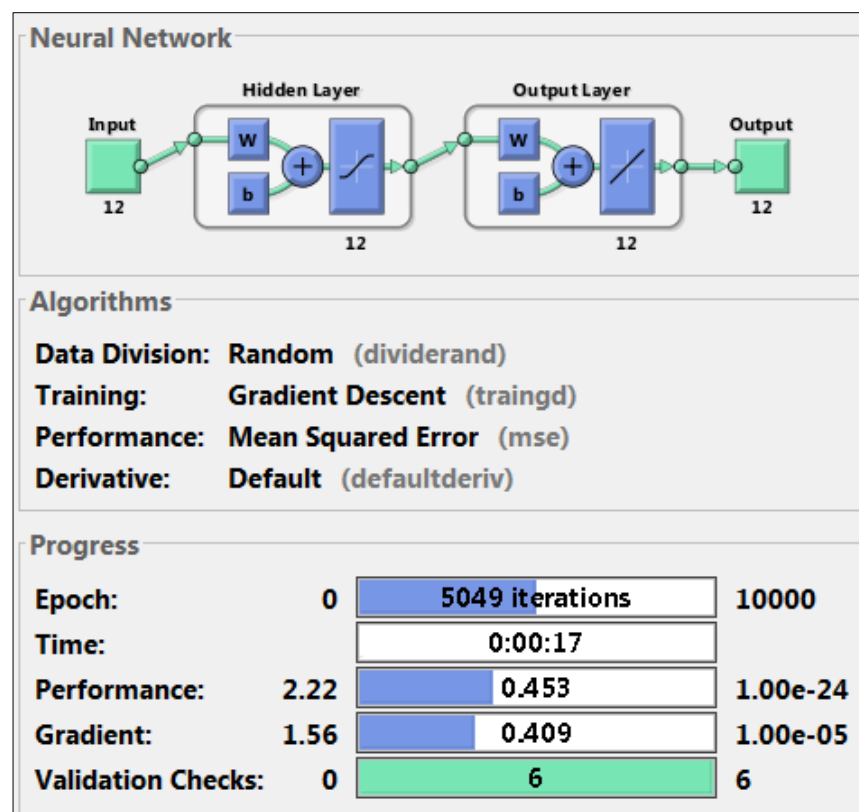 Neural Network
Hidden Layer Output Layer
Input Output
W W
+ +
b b
12 12
12 12
Algorithms
Data Division: Random (dividerand)
Training: Gradient Descent (traingd)
Performance: Mean Squared Error (mse)
Derivative: Default (defaultderiv)
Progress
Epoch: 0 5049 iterations 10000
Time: 0:00:17
Performance: 2.22 0.453 1.00e-24
Gradient: 1.56 0.409 1.00e-05
Validation Checks: 0 6 6